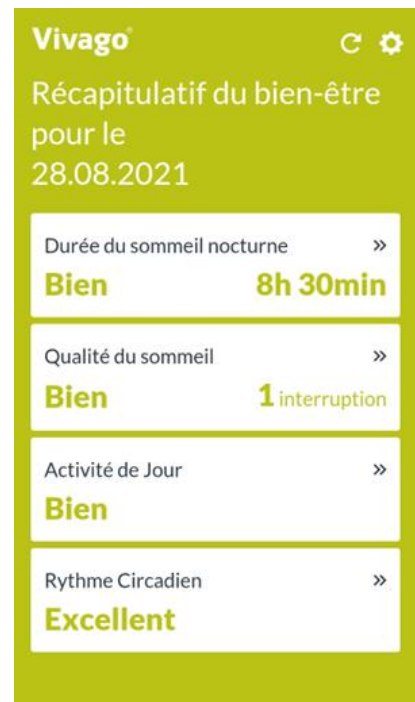 Vivago®
Récapitulatif du bien-être
pour le
28.08.2021
Durée du sommeil nocturne »
Bien 8h 30min
Qualité du sommeil »
Bien 1 interruption
Activité de Jour »
Bien
Rythme Circadien »
Excellent